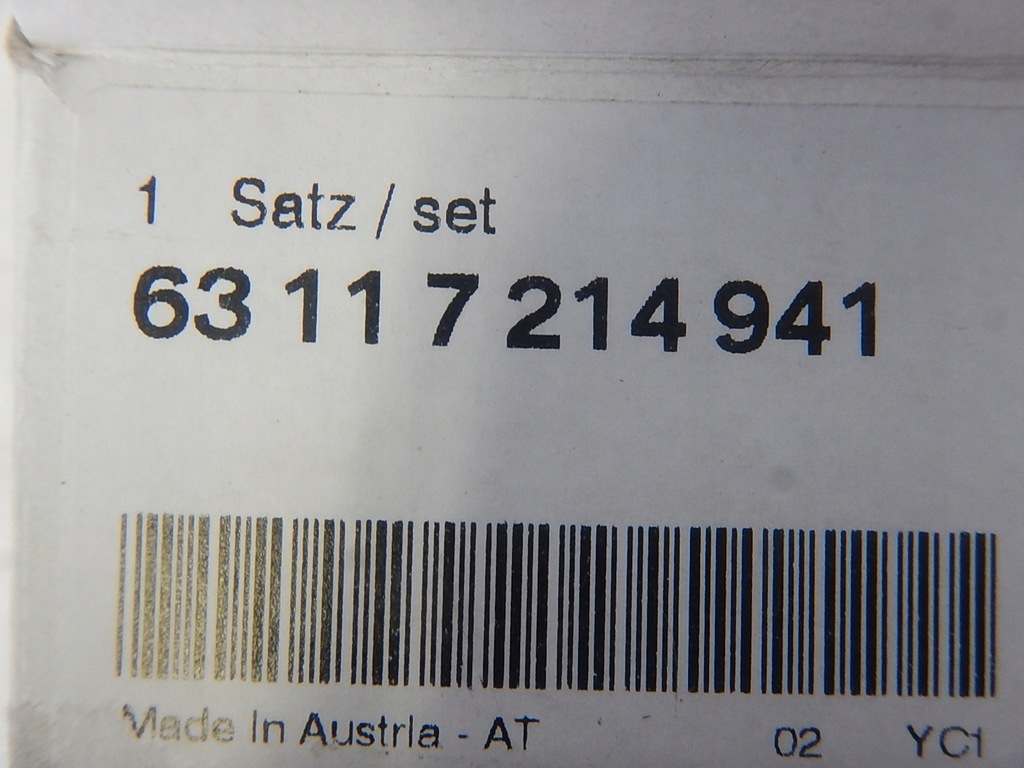 1 Satz / set
63 11 7 214 941
Made In Austria - AT 02 YC1